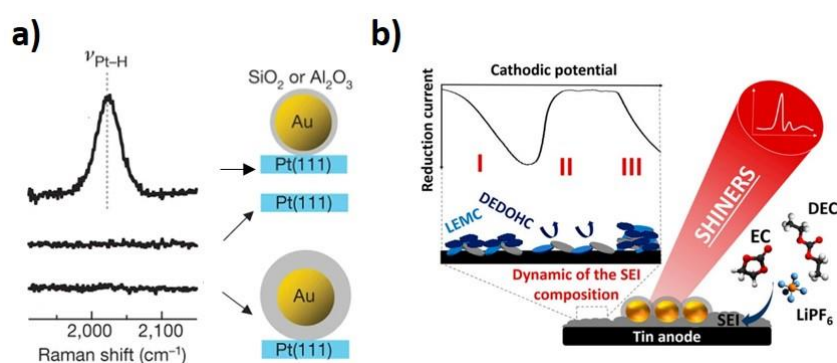 a)
νPt–H
SiO₂ or Al₂O₃
Au
Pt(111)
Pt(111)
Au
Pt(111)
2,000 2,100
Raman shift (cm⁻¹)
b)
Cathodic potential
Reduction current
I II III
LEMC
DEDOHC
Dynamic of the SEI
composition
SHINERS
DEC
EC
LiPF₆
SEI
Tin anode